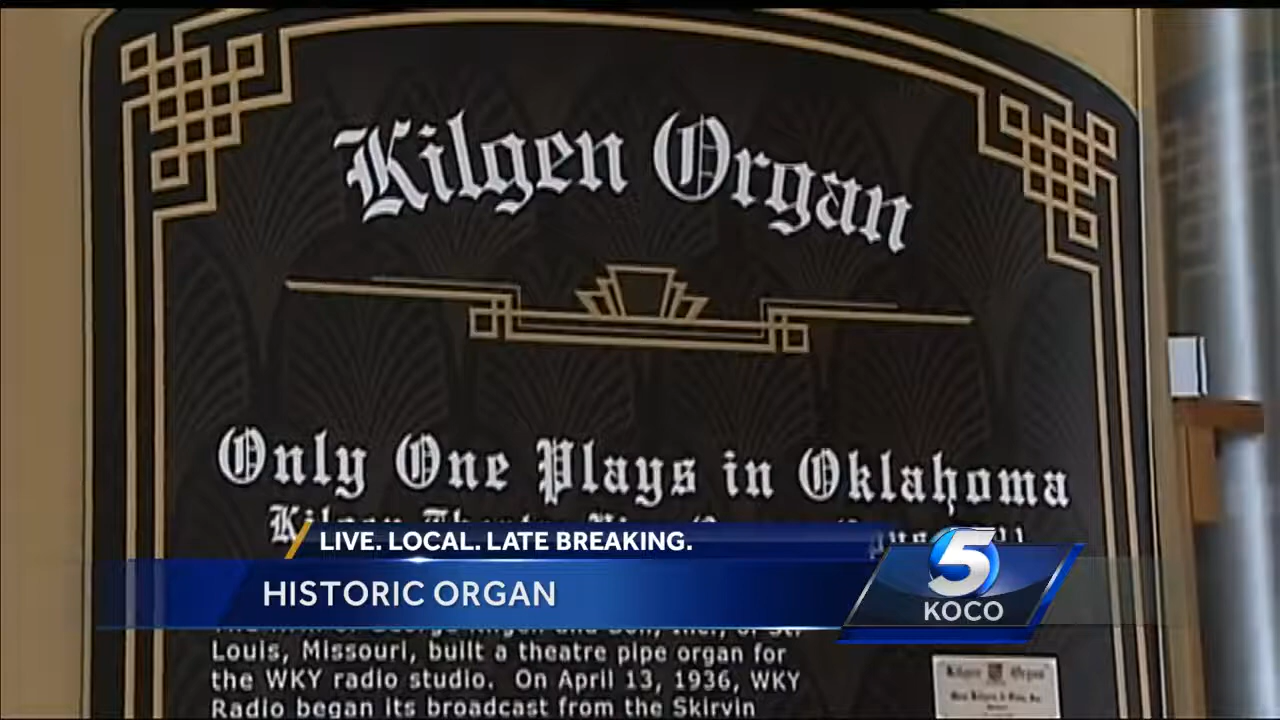 Kilgen Organ
Only One Plays in Oklahoma
LIVE. LOCAL. LATE BREAKING.
HISTORIC ORGAN
5
KOCO
Louis, Missouri, built a theatre pipe organ for
the WKY radio studio. On April 13, 1936, WKY
Radio began its broadcast from the Skirvin
Kilgen Organ